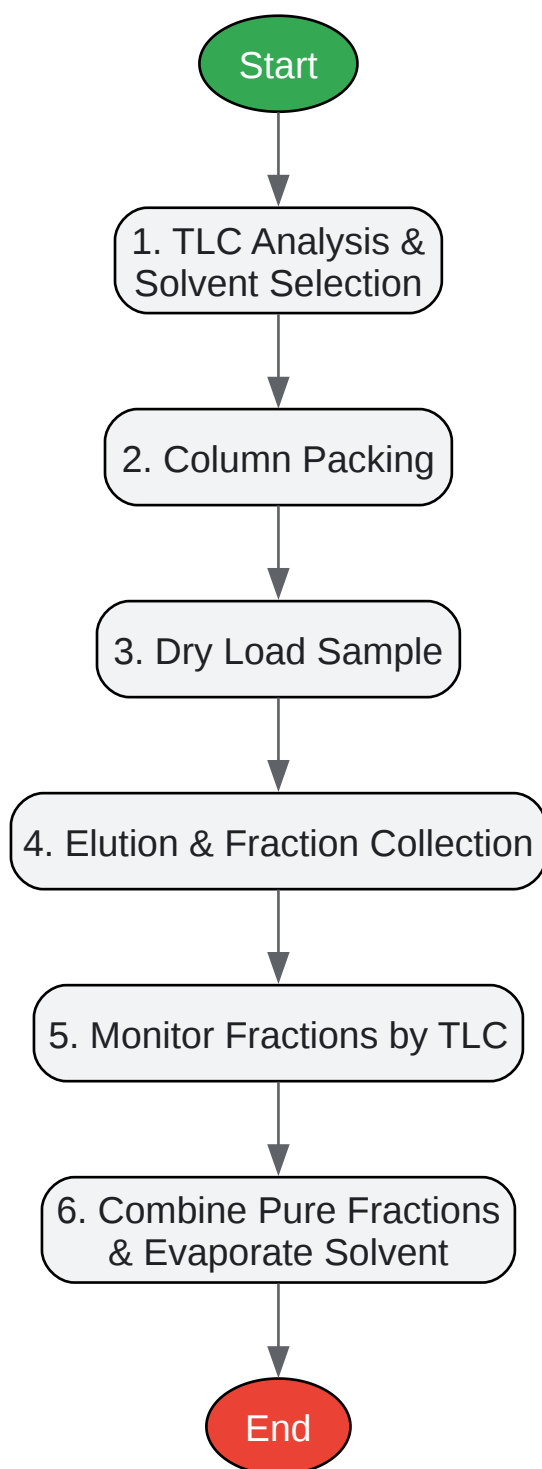 Start
1. TLC Analysis &
Solvent Selection
2. Column Packing
3. Dry Load Sample
4. Elution & Fraction Collection
5. Monitor Fractions by TLC
6. Combine Pure Fractions
& Evaporate Solvent
End